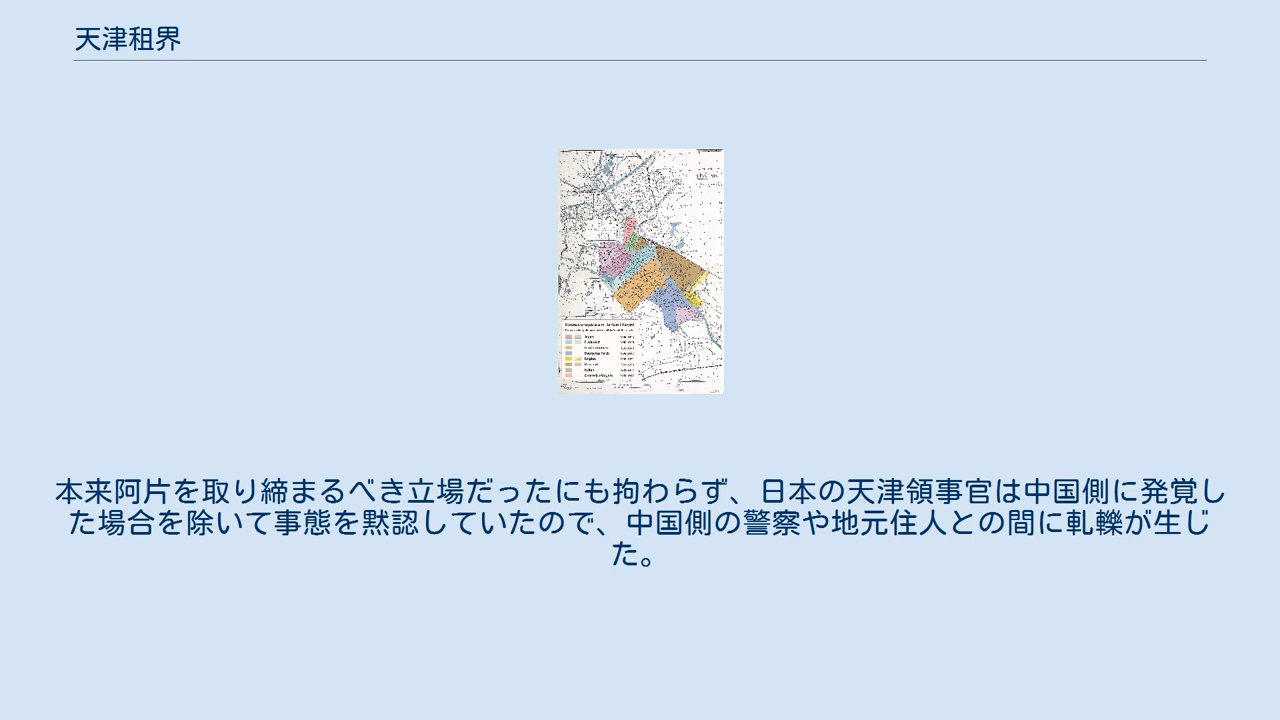 天津租界
本来阿片を取り締まるべき立場だったにも拘わらず、日本の天津領事官は中国側に発覚し
た場合を除いて事態を黙認していたので、中国側の警察や地元住人との間に軋轢が生じ
た。